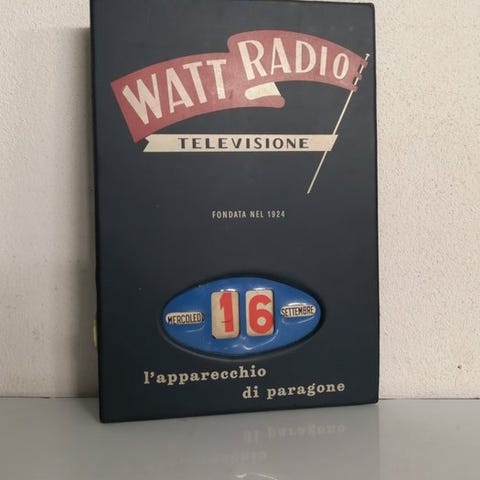 WATT RADIO
TELEVISIONE
FONDATA NEL 1924
MERCOLEDÌ 16 SETTEMBRE
l'apparecchio
di paragone